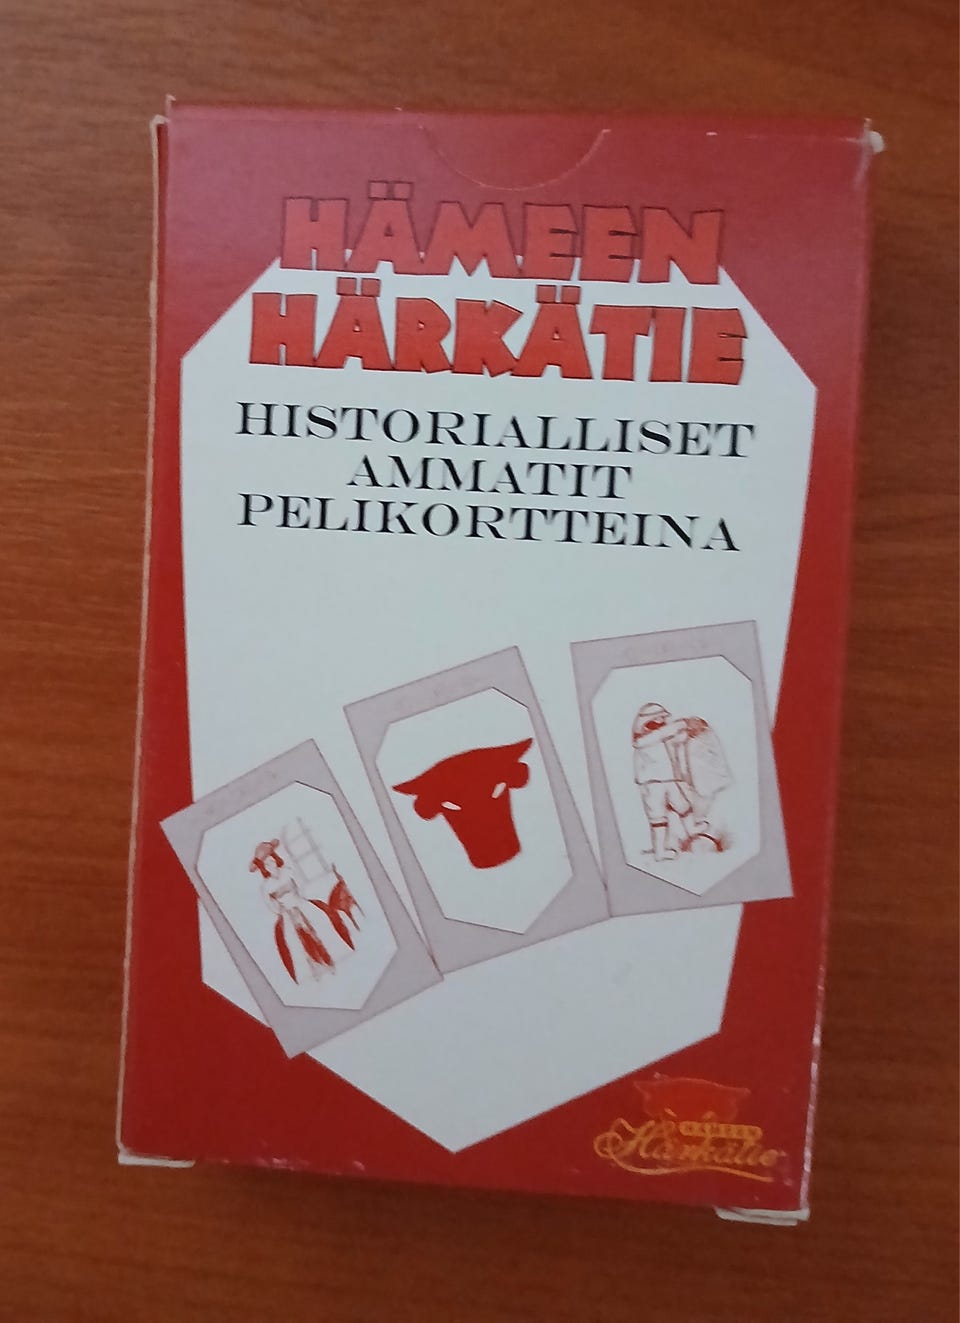 HÄMEEN
HÄRKÄTIE
HISTORIALLISET
AMMATIT
PELIKORTTEINA
Härkätie